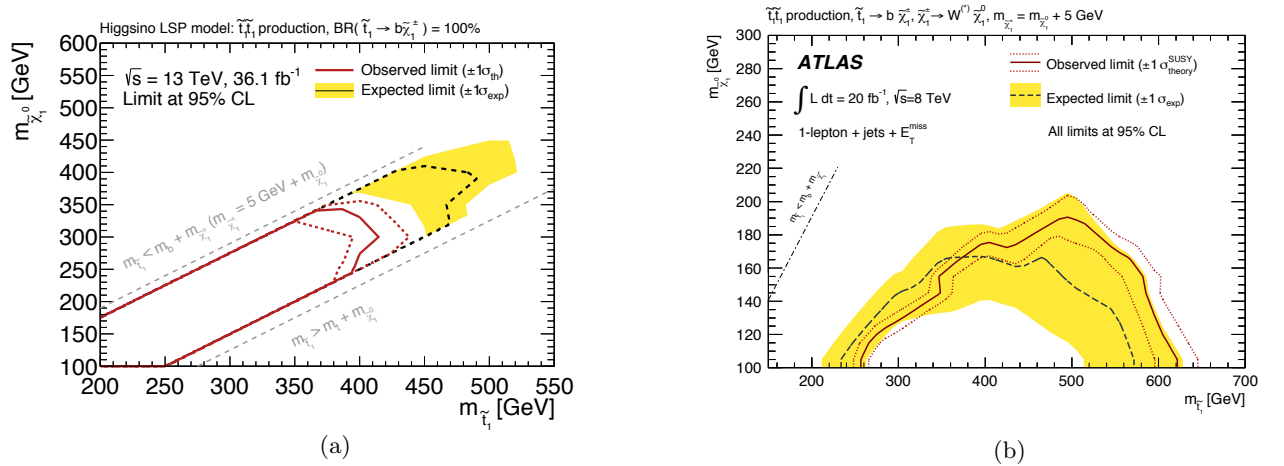 Higgsino LSP model: t̃₁t̃₁ production, BR( t̃₁ → bχ̃₁± ) = 100%
m_χ̃₁⁰ [GeV]
600
550
500
450
400
350
300
250
200
150
100
√s = 13 TeV, 36.1 fb⁻¹
Limit at 95% CL
Observed limit (±1σ_th)
Expected limit (±1σ_exp)
m_t̃₁ < m_b + m_χ̃₁± (m_χ̃₁± = 5 GeV + m_χ̃₁⁰)
m_t̃₁ > m_t + m_χ̃₁⁰
200 250 300 350 400 450 500 550
m_t̃₁ [GeV]
(a)
t̃₁t̃₁ production, t̃₁ → b χ̃₁±, χ̃₁± → W(*) χ̃₁⁰, m_χ̃₁± = m_χ̃₁⁰ + 5 GeV
m_χ̃₁⁰ [GeV]
300
280
260
240
220
200
180
160
140
120
100
ATLAS
∫ L dt = 20 fb⁻¹, √s=8 TeV
1-lepton + jets + E_T^miss
Observed limit (±1 σ_theory^SUSY)
Expected limit (±1 σ_exp)
All limits at 95% CL
m_t̃₁ < m_b + m_χ̃₁±
200 300 400 500 600 700
m_t̃₁ [GeV]
(b)